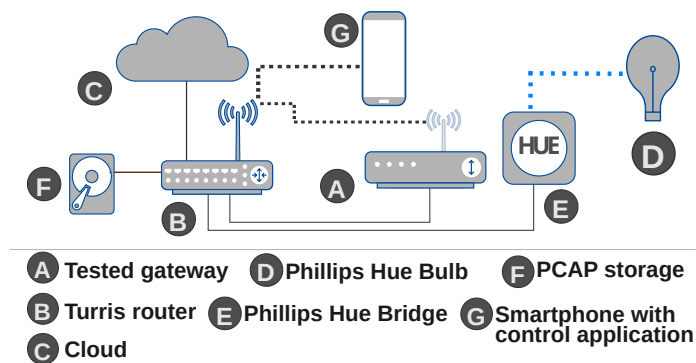 G
C
HUE
D
F
A
B
E
A Tested gateway
D Phillips Hue Bulb
F PCAP storage
B Turris router
E Phillips Hue Bridge
G Smartphone with
control application
C Cloud